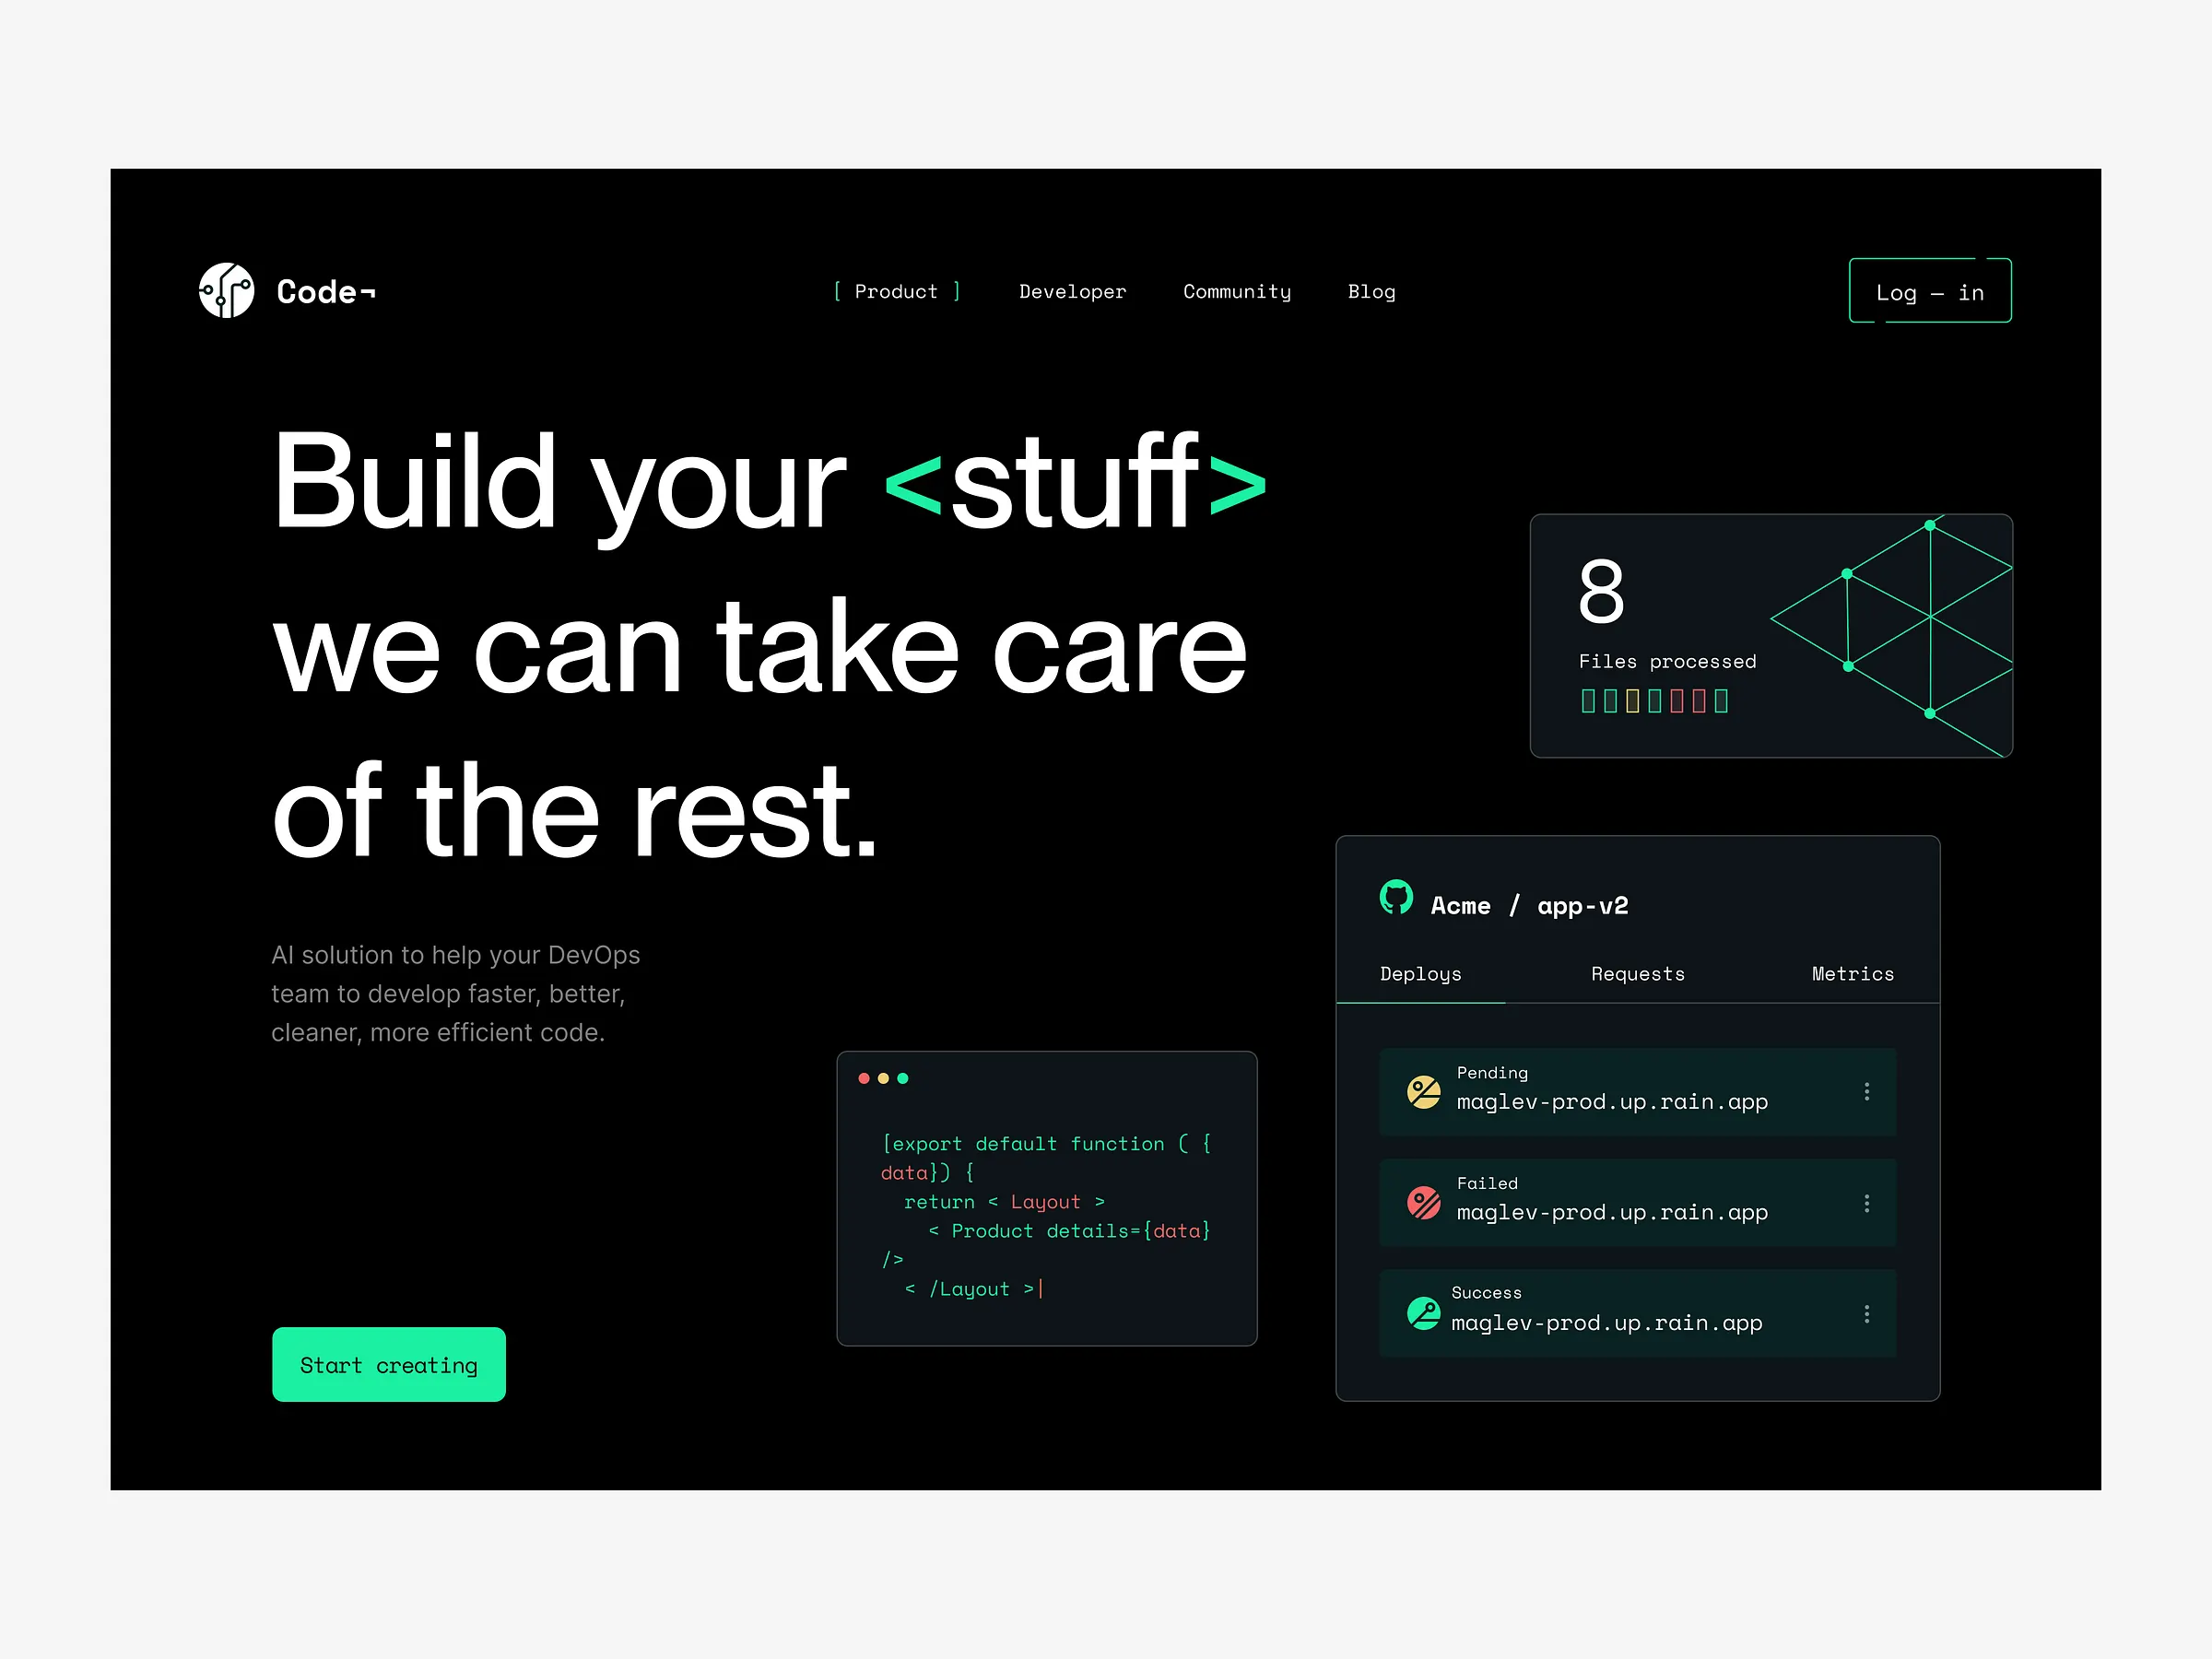 Code¬
[ Product ] Developer Community Blog
Log — in
Build your <stuff>
we can take care
of the rest.
AI solution to help your DevOps
team to develop faster, better,
cleaner, more efficient code.
Start creating
8
Files processed
[export default function ( {
data}) {
return < Layout >
< Product details={data}
/>
< /Layout >|
Acme / app-v2
Deploys Requests Metrics
Pending
maglev-prod.up.rain.app
Failed
maglev-prod.up.rain.app
Success
maglev-prod.up.rain.app